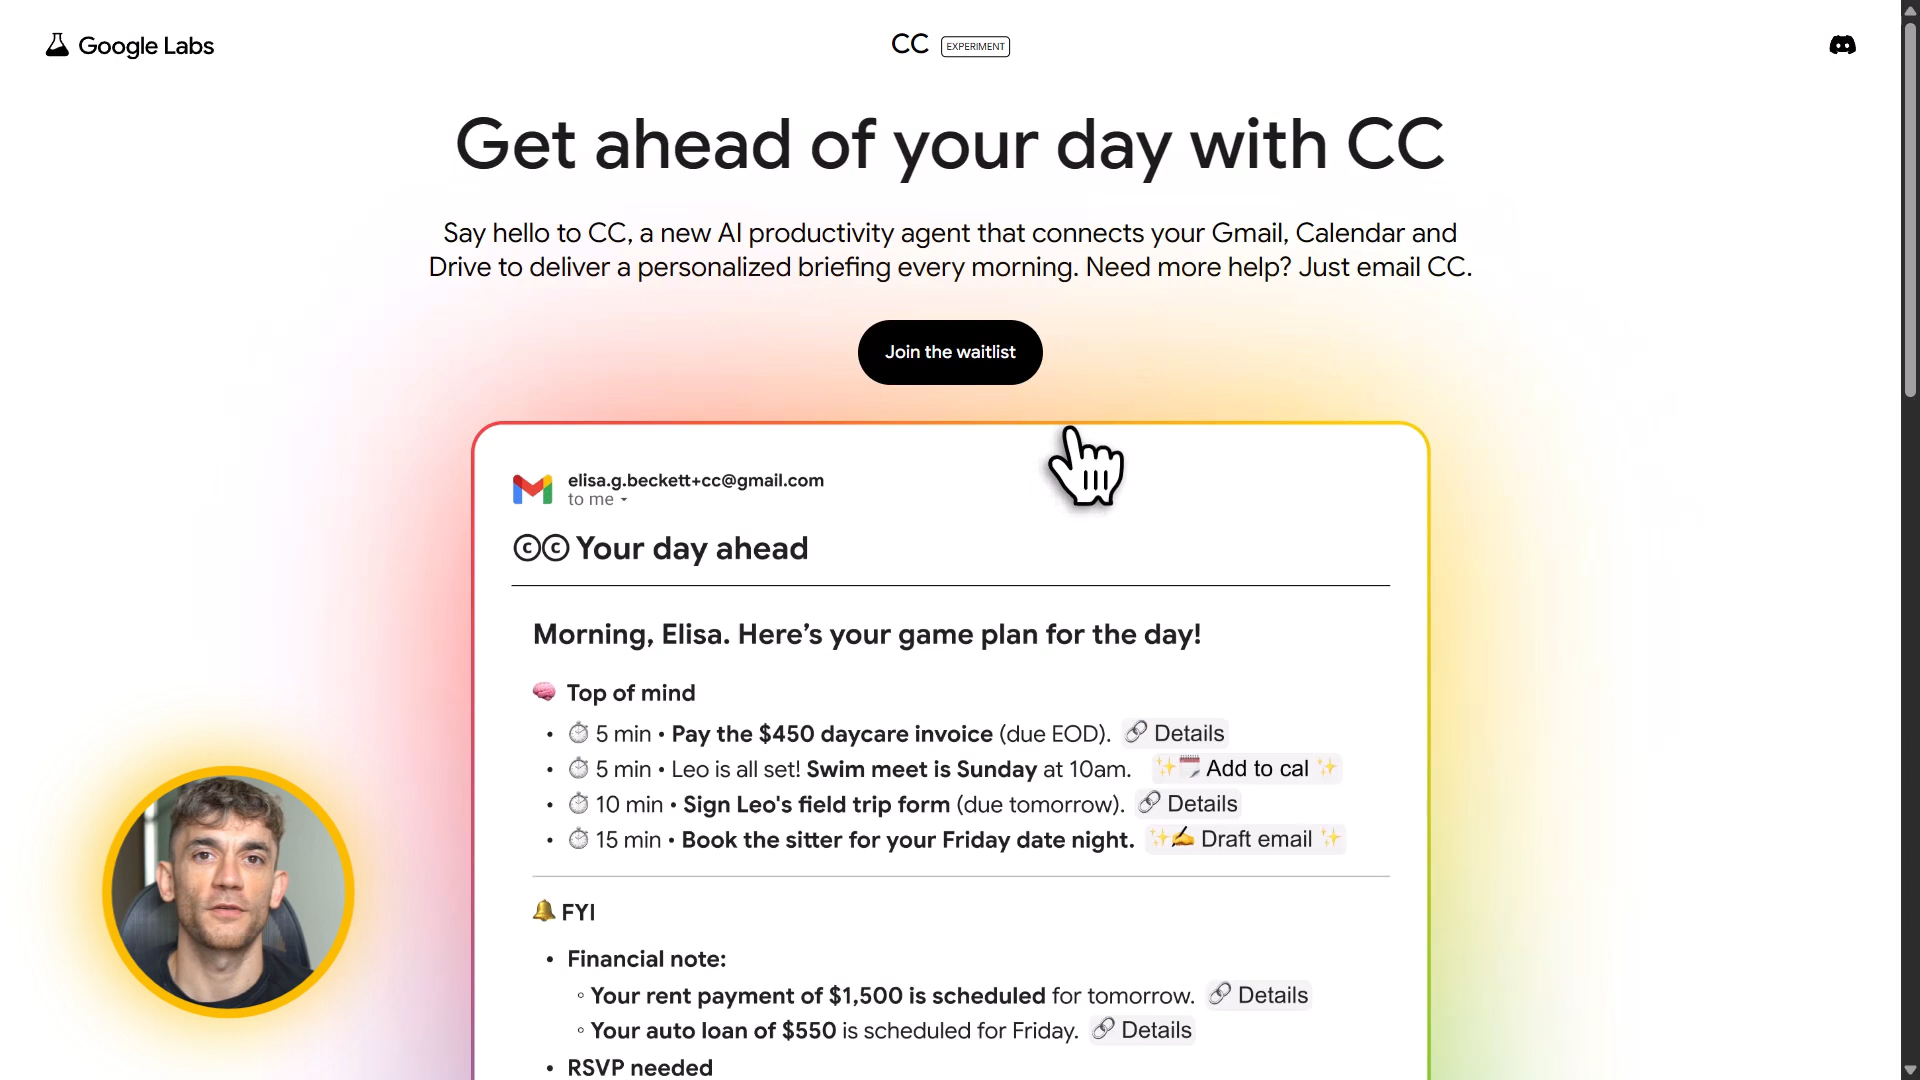 Google Labs
CC EXPERIMENT
Get ahead of your day with CC
Say hello to CC, a new AI productivity agent that connects your Gmail, Calendar and
Drive to deliver a personalized briefing every morning. Need more help? Just email CC.
Join the waitlist
elisa.g.beckett+cc@gmail.com
to me
©© Your day ahead
Morning, Elisa. Here’s your game plan for the day!
🧠 Top of mind
• ⏱ 5 min • Pay the $450 daycare invoice (due EOD). 🔗 Details
• ⏱ 5 min • Leo is all set! Swim meet is Sunday at 10am. ✨🗓 Add to cal ✨
• ⏱ 10 min • Sign Leo's field trip form (due tomorrow). 🔗 Details
• ⏱ 15 min • Book the sitter for your Friday date night. ✨✍ Draft email ✨
🔔 FYI
• Financial note:
◦ Your rent payment of $1,500 is scheduled for tomorrow. 🔗 Details
◦ Your auto loan of $550 is scheduled for Friday. 🔗 Details
• RSVP needed